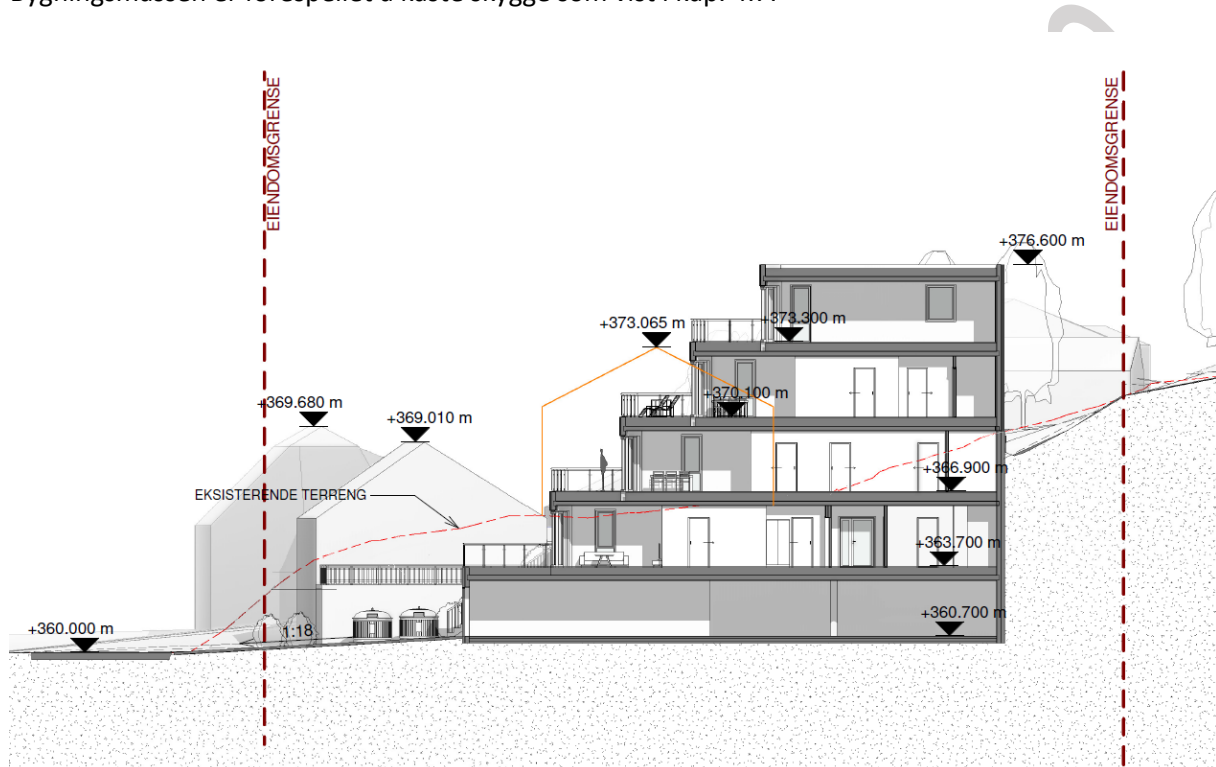 EIENDOMSGRENSE
EIENDOMSGRENSE
+376.600 m
+373.065 m
+373.300 m
+369.680 m
+369.010 m
+370.100 m
+366.900 m
EKSISTERENDE TERRENG
+363.700 m
+360.000 m
1:18
+360.700 m